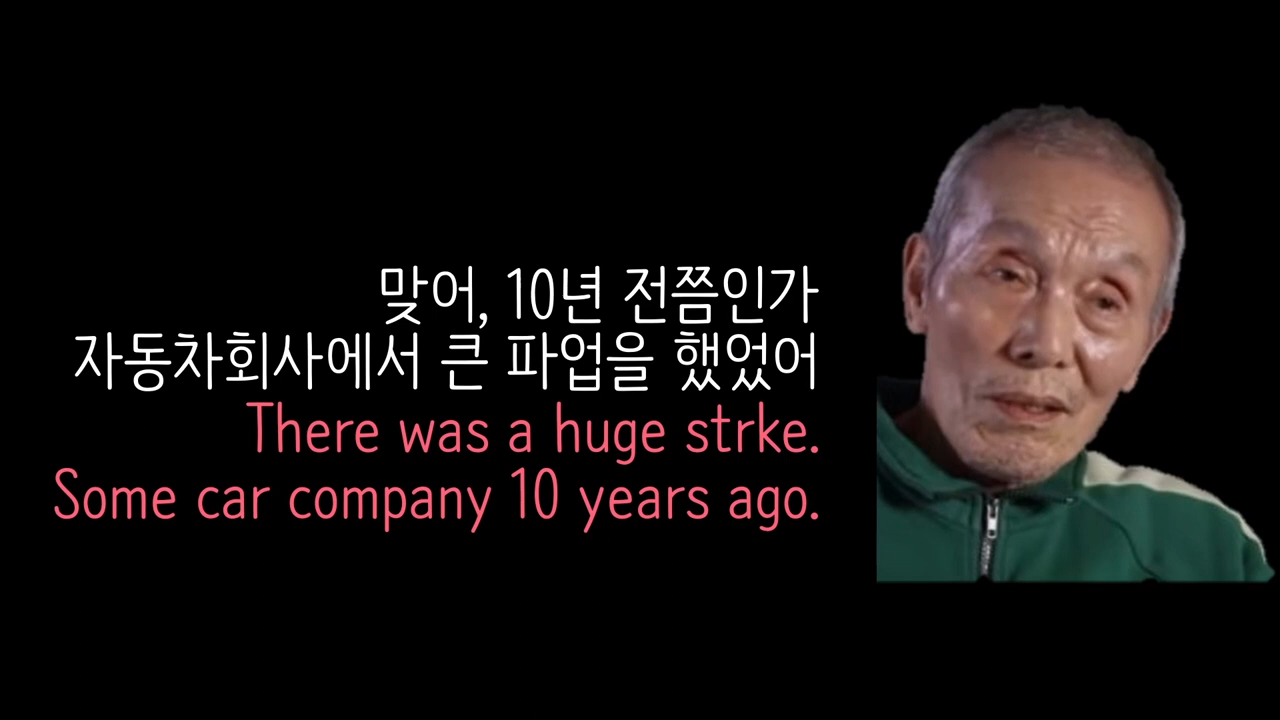 맞어, 10년 전쯤인가
자동차회사에서 큰 파업을 했었어
There was a huge strke.
Some car company 10 years ago.